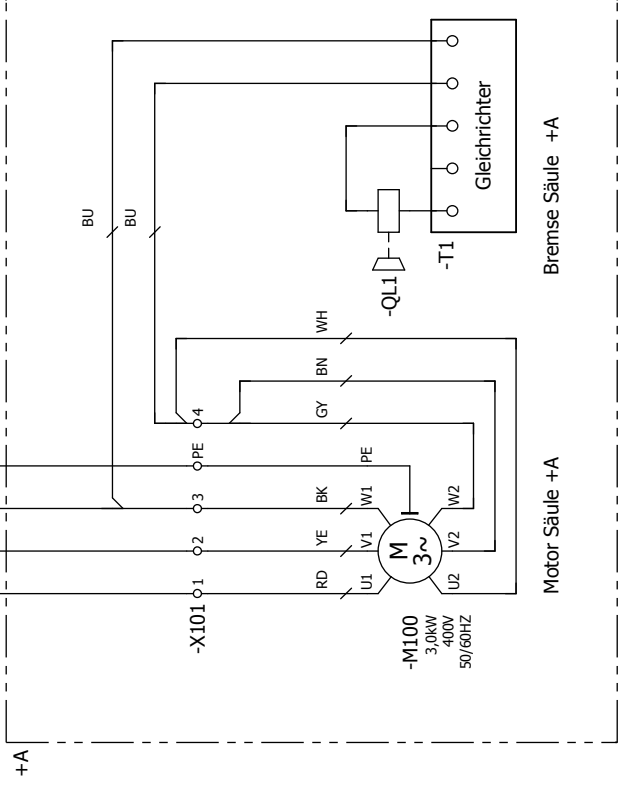 +A
BU
BU
Gleichrichter
-T1
-QL1
Bremse Säule +A
WH
BN
GY
4
PE
3
2
1
-X101
PE
BK
YE
RD
W1
V1
U1
M
3~
W2
V2
U2
-M100
3,0kW
400V
50/60HZ
Motor Säule +A